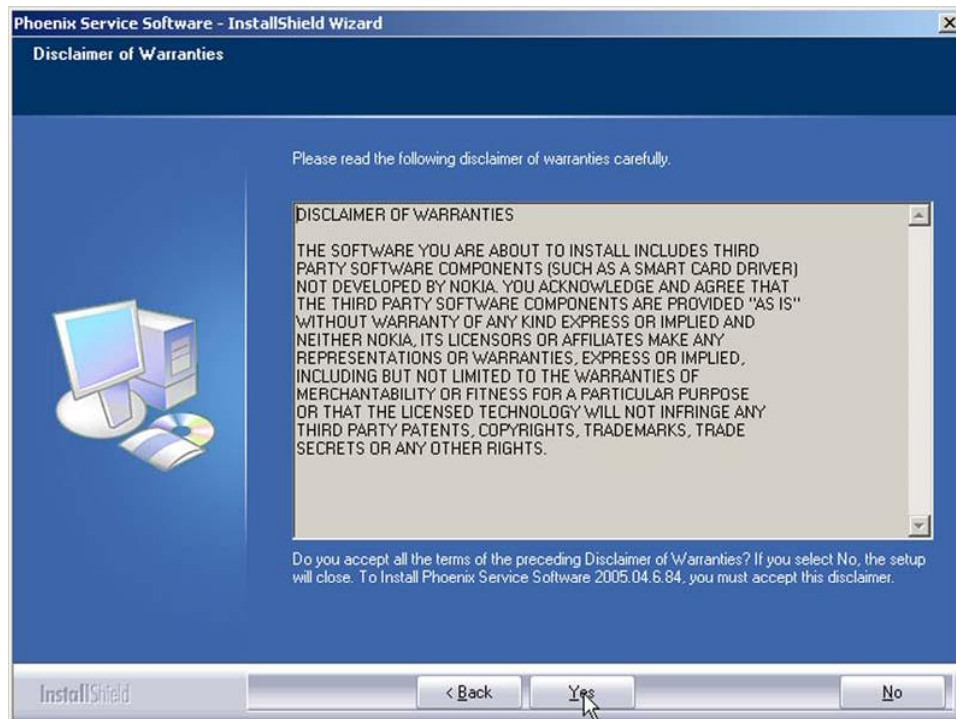 Phoenix Service Software - InstallShield Wizard
Disclaimer of Warranties
Please read the following disclaimer of warranties carefully.
DISCLAIMER OF WARRANTIES
THE SOFTWARE YOU ARE ABOUT TO INSTALL INCLUDES THIRD
PARTY SOFTWARE COMPONENTS (SUCH AS A SMART CARD DRIVER)
NOT DEVELOPED BY NOKIA. YOU ACKNOWLEDGE AND AGREE THAT
THE THIRD PARTY SOFTWARE COMPONENTS ARE PROVIDED "AS IS"
WITHOUT WARRANTY OF ANY KIND EXPRESS OR IMPLIED AND
NEITHER NOKIA, ITS LICENSORS OR AFFILIATES MAKE ANY
REPRESENTATIONS OR WARRANTIES, EXPRESS OR IMPLIED,
INCLUDING BUT NOT LIMITED TO THE WARRANTIES OF
MERCHANTABILITY OR FITNESS FOR A PARTICULAR PURPOSE
OR THAT THE LICENSED TECHNOLOGY WILL NOT INFRINGE ANY
THIRD PARTY PATENTS, COPYRIGHTS, TRADEMARKS, TRADE
SECRETS OR ANY OTHER RIGHTS.
Do you accept all the terms of the preceding Disclaimer of Warranties? If you select No, the setup
will close. To Install Phoenix Service Software 2005.04.6.84, you must accept this disclaimer.
InstallShield
< Back
Yes
No